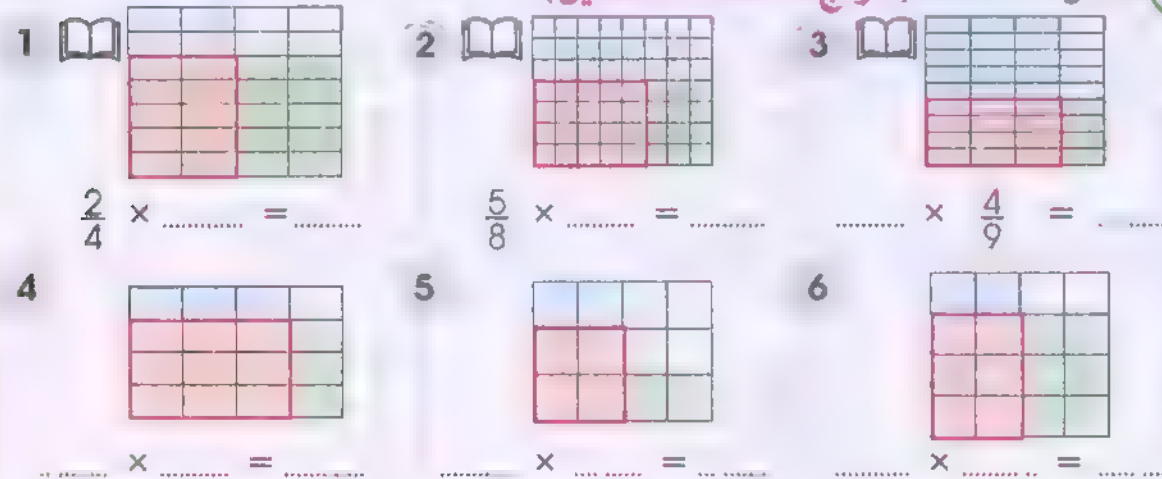 1 2 3
2/4 × ........ = ........
5/8 × ........ = ........
........ × 4/9 = ........
4 5 6
........ × ........ = ........
........ × ........ = ........
........ × ........ = ........